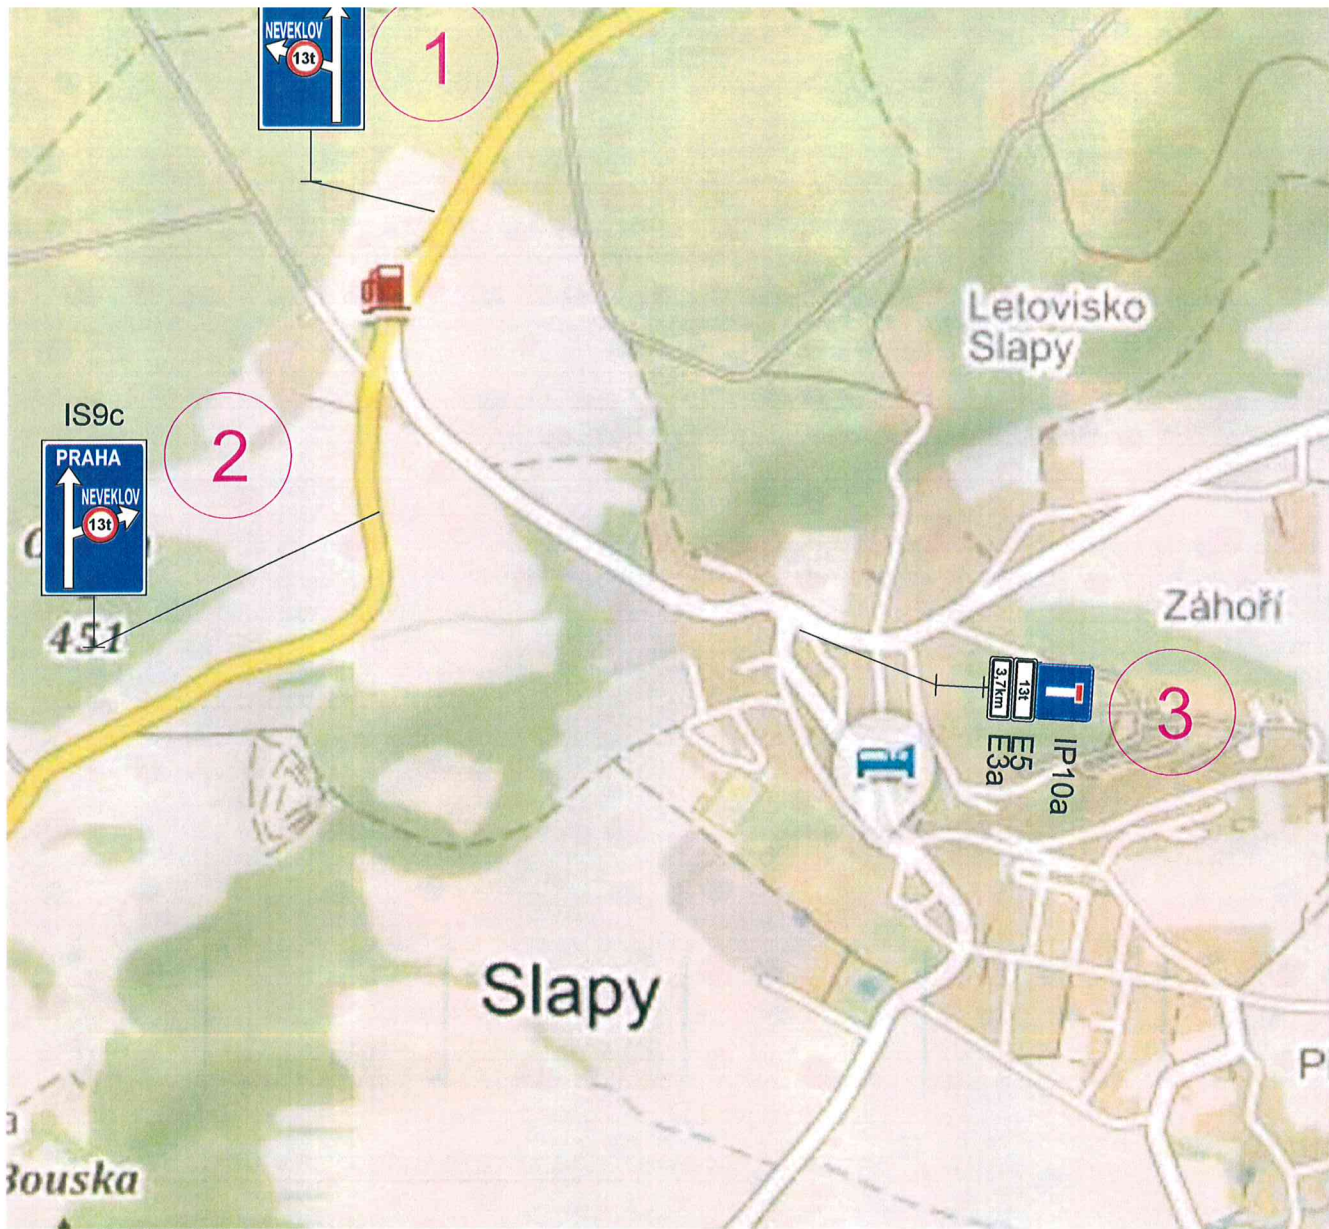 NEVEKLOV
13t
1
Letovisko
Slapy
IS9c
PRAHA
NEVEKLOV
13t
2
451
Záhoří
3,7km
13t
E3a
E5
IP10a
3
Slapy
Bouska